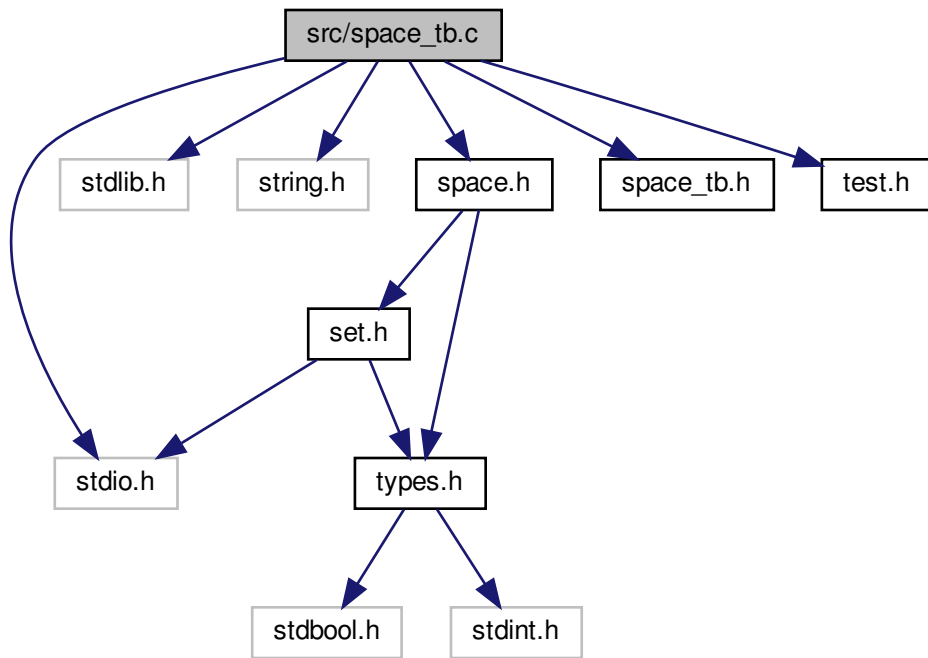 src/space_tb.c
stdlib.h
string.h
space.h
space_tb.h
test.h
set.h
stdio.h
types.h
stdbool.h
stdint.h